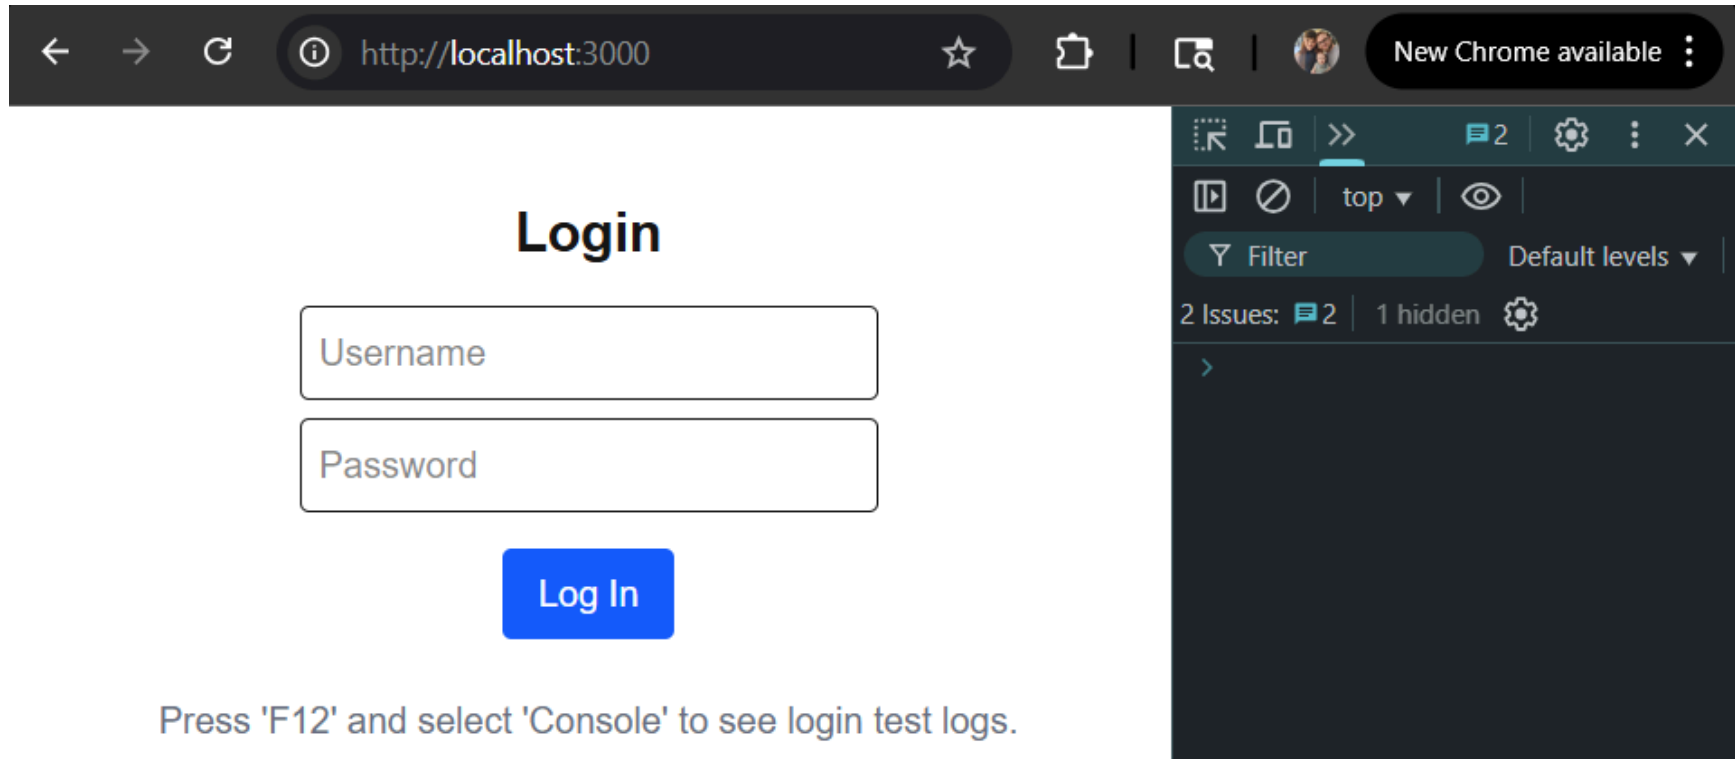 http://localhost:3000
New Chrome available
2
top
Filter
Default levels
2 Issues: 2
1 hidden
Login
Username
Password
Log In
Press 'F12' and select 'Console' to see login test logs.